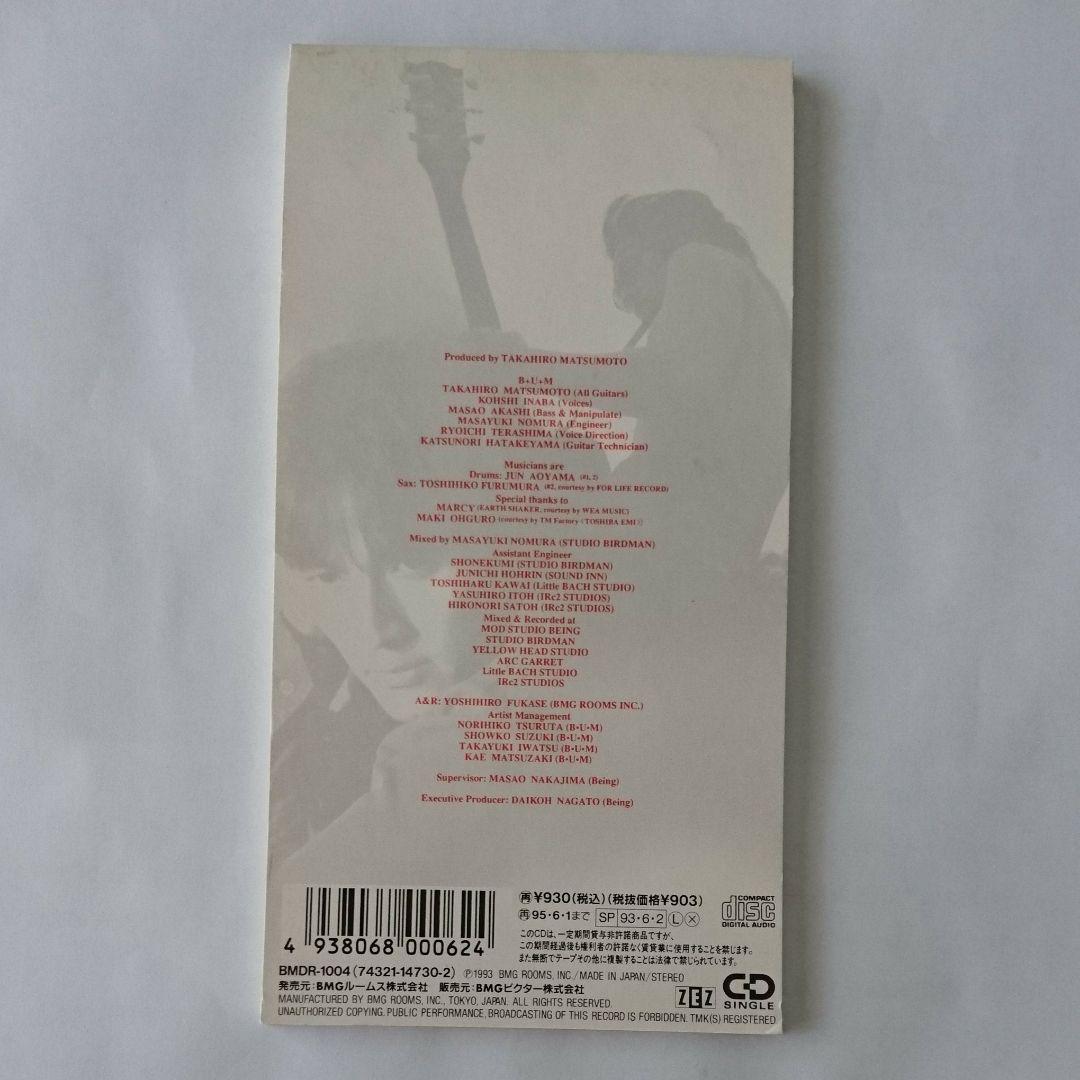 Produced by TAKAHIRO MATSUMOTO
B+U+M
TAKAHIRO MATSUMOTO (All Guitars)
KOHSHI INABA (Voices)
MASAO AKASHI (Bass & Manipulate)
MASAYUKI NOMURA (Engineer)
RYOICHI TERASHIMA (Voice Direction)
KATSUNORI HATAKEYAMA (Guitar Technician)
Musicians are
Drums: JUN AOYAMA (#1, 2)
Sax: TOSHIHIKO FURUMURA (#2, courtesy by FOR LIFE RECORD)
Special thanks to
MARCY (EARTH SHAKER, courtesy by WEA MUSIC)
MAKI OHGURO (courtesy by TM Factory (TOSHIBA EMI))
Mixed by MASAYUKI NOMURA (STUDIO BIRDMAN)
Assistant Engineer
SHONEKUMI (STUDIO BIRDMAN)
JUNICHI HOHRIN (SOUND INN)
TOSHIHARU KAWAI (Little BACH STUDIO)
YASUHIRO ITOH (IRc2 STUDIOS)
HIRONORI SATOH (IRc2 STUDIOS)
Mixed & Recorded at
MOD STUDIO BEING
STUDIO BIRDMAN
YELLOW HEAD STUDIO
ARC GARRET
Little BACH STUDIO
IRc2 STUDIOS
A&R: YOSHIHIRO FUKASE (BMG ROOMS INC.)
Artist Management
NORIHIKO TSURUTA (B•U•M)
SHOWKO SUZUKI (B•U•M)
TAKAYUKI IWATSU (B•U•M)
KAE MATSUZAKI (B•U•M)
Supervisor: MASAO NAKAJIMA (Being)
Executive Producer: DAIKOH NAGATO (Being)
4 938068 000624
再¥930(税込)(税抜価格¥903)
再95・6・1まで SP 93・6・2 L X
このCDは、一定期間賃与非許諾商品ですが、
この期間経過後も権利者の許諾なく賃貸業に使用することを禁じます。
また無断でテープその他に複製することは法律で禁じられています。
COMPACT
disc
DIGITAL AUDIO
BMDR-1004 (74321-14730-2) ℗1993 BMG ROOMS, INC./MADE IN JAPAN/STEREO
発売元:BMGルームス株式会社 販売元:BMGビクター株式会社
MANUFACTURED BY BMG ROOMS, INC., TOKYO, JAPAN. ALL RIGHTS RESERVED.
UNAUTHORIZED COPYING, PUBLIC PERFORMANCE, BROADCASTING OF THIS RECORD IS FORBIDDEN. TMK(S) REGISTERED
ZEZ
CD
SINGLE